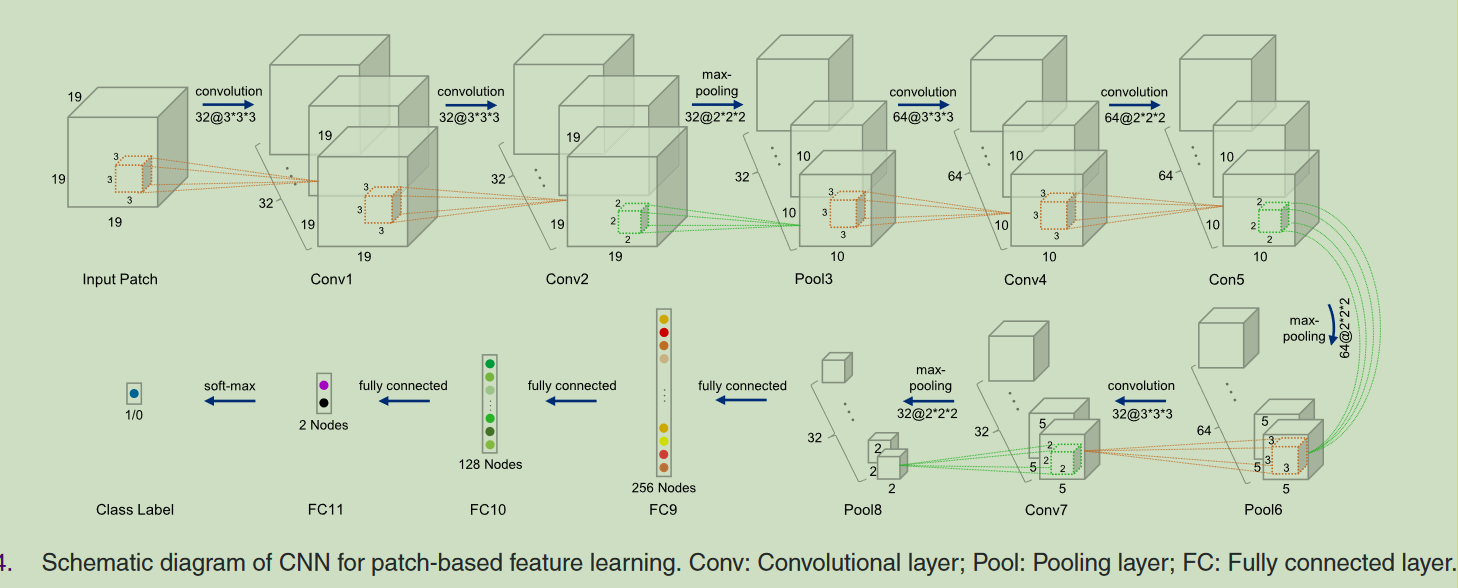 19
19
19
3
3
3
Input Patch
convolution
32@3*3*3
32
19
19
19
3
3
3
Conv1
convolution
32@3*3*3
32
19
19
19
2
2
2
Conv2
max-
pooling
32@2*2*2
32
10
10
10
3
3
3
Pool3
convolution
64@3*3*3
64
10
10
10
3
3
3
Conv4
convolution
64@2*2*2
64
10
10
10
2
2
2
Con5
max-
pooling
64@2*2*2
64
5
5
5
3
3
3
Pool6
convolution
32@3*3*3
32
5
5
5
2
2
2
Conv7
max-
pooling
32@2*2*2
32
2
2
2
Pool8
fully connected
256 Nodes
FC9
fully connected
128 Nodes
FC10
fully connected
2 Nodes
FC11
soft-max
1/0
Class Label
4. Schematic diagram of CNN for patch-based feature learning. Conv: Convolutional layer; Pool: Pooling layer; FC: Fully connected layer.